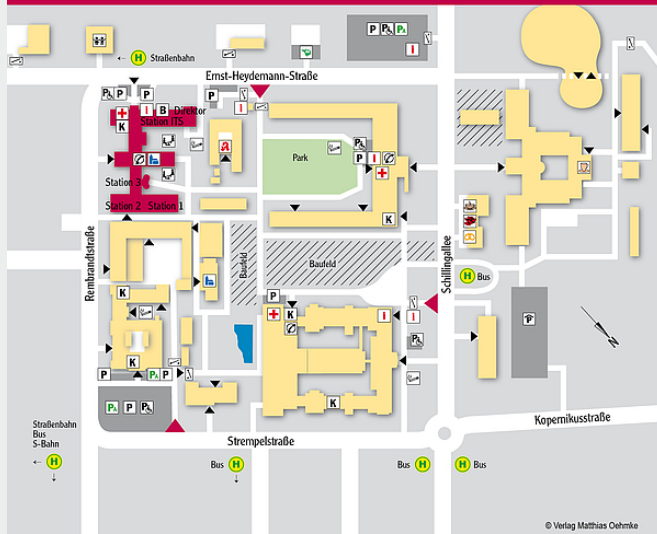 H Straßenbahn
P P P
i
Ernst-Heydemann-Straße
P P
P
i B Direktor
K
Station ITS
P
i
Park
P
P i
Station 3
Station 2 Station 1
K
Rembrandtstraße
Baufeld
Baufeld
Schillingallee
H Bus
P
K
K
i
P
K
K
P
P P
P P P
K
N
Kopernikusstraße
Strempelstraße
Straßenbahn
Bus
S-Bahn
H
Bus H
Bus H
H Bus
© Verlag Matthias Oehmke